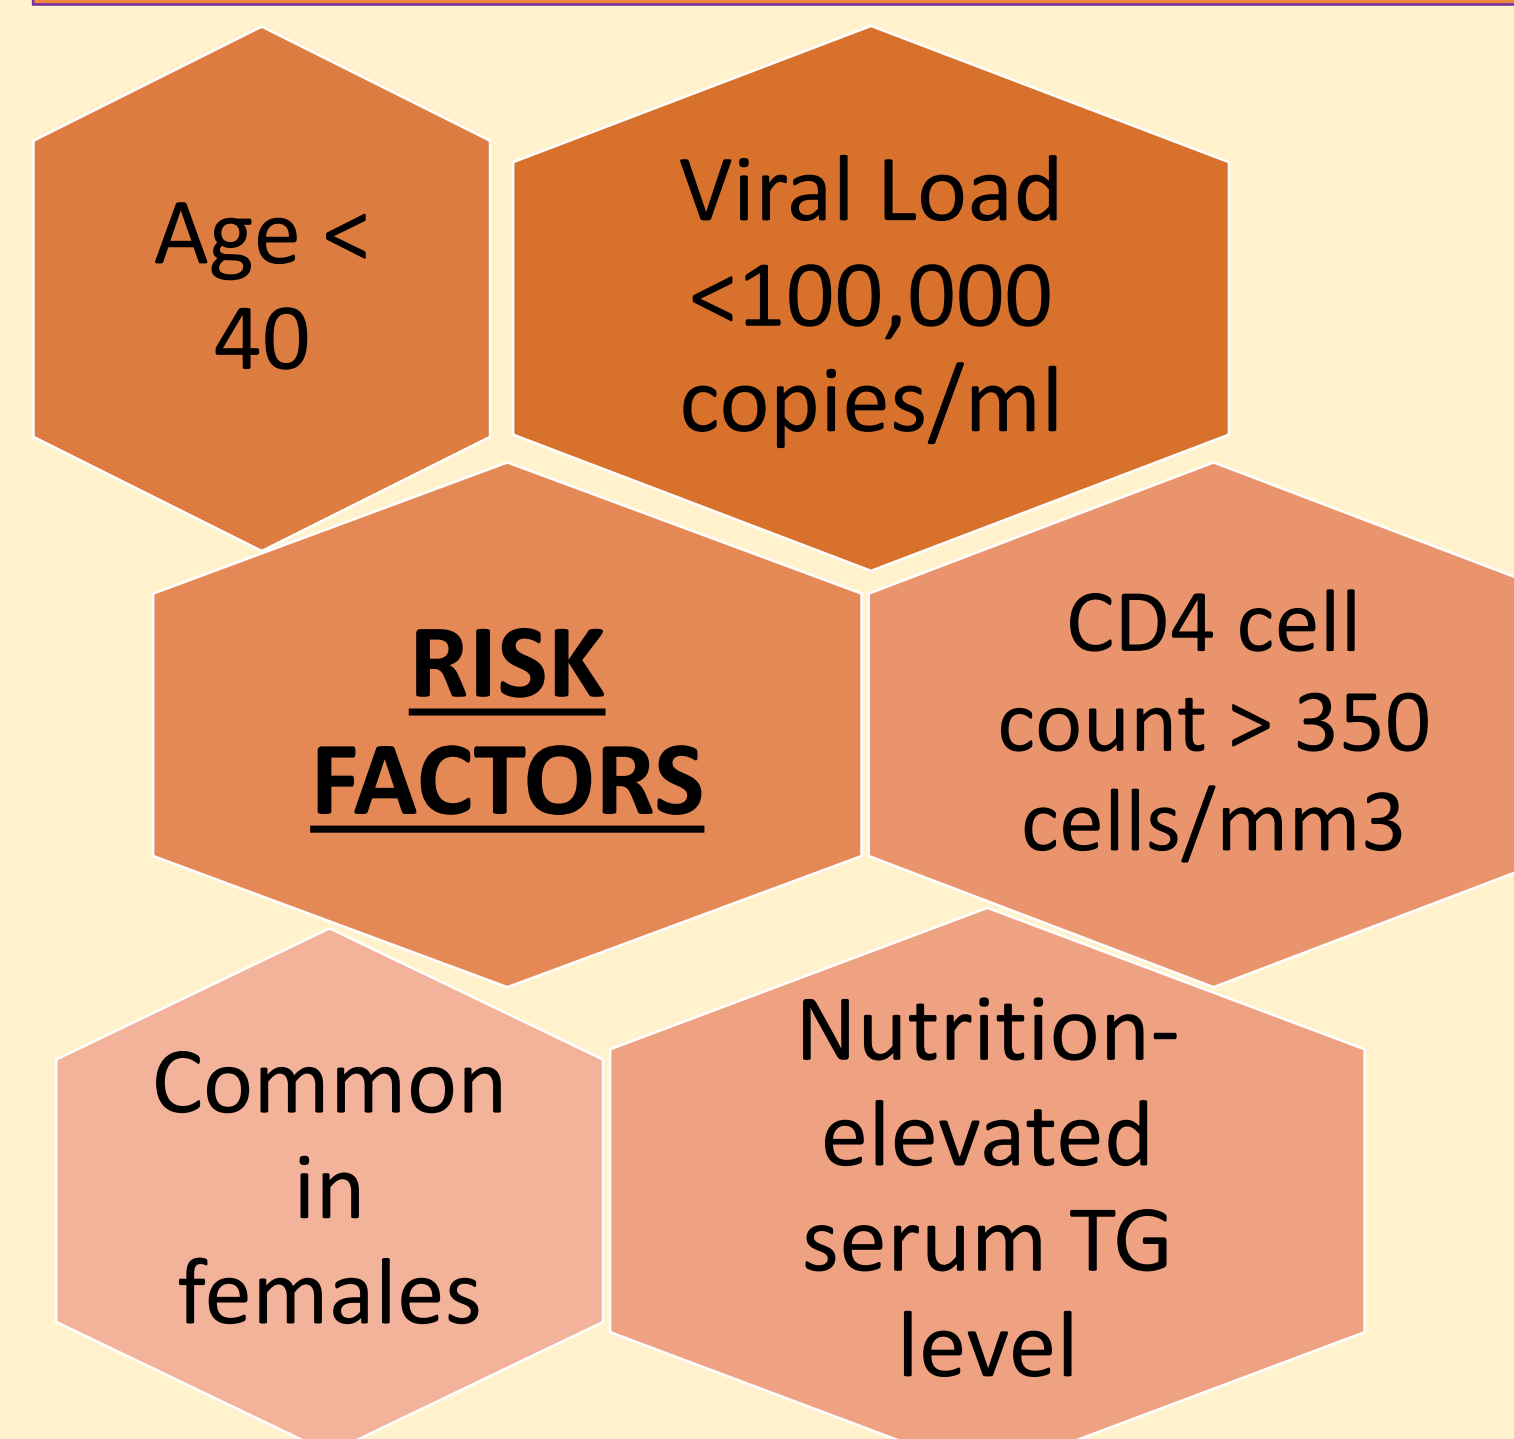 Age <
40
Viral Load
<100,000
copies/ml
RISK
FACTORS
CD4 cell
count > 350
cells/mm3
Common
in
females
Nutrition-
elevated
serum TG
level